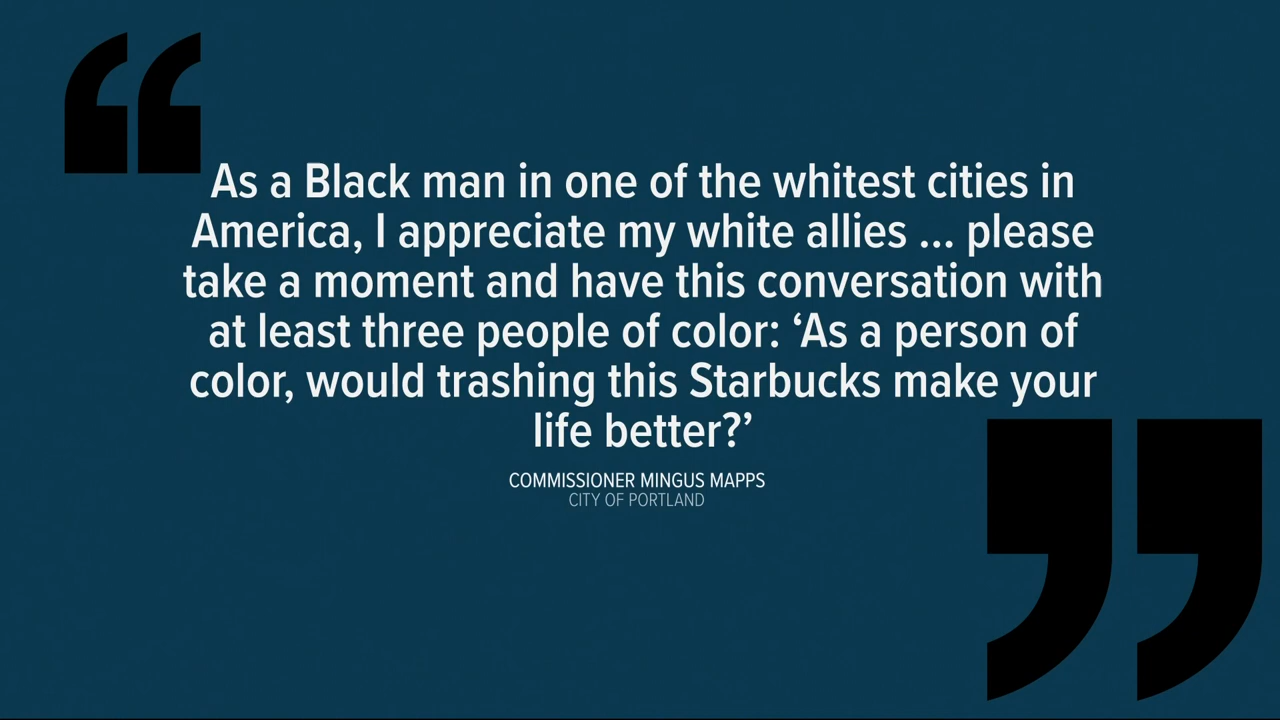 As a Black man in one of the whitest cities in
America, I appreciate my white allies ... please
take a moment and have this conversation with
at least three people of color: ‘As a person of
color, would trashing this Starbucks make your
life better?’
COMMISSIONER MINGUS MAPPS
CITY OF PORTLAND